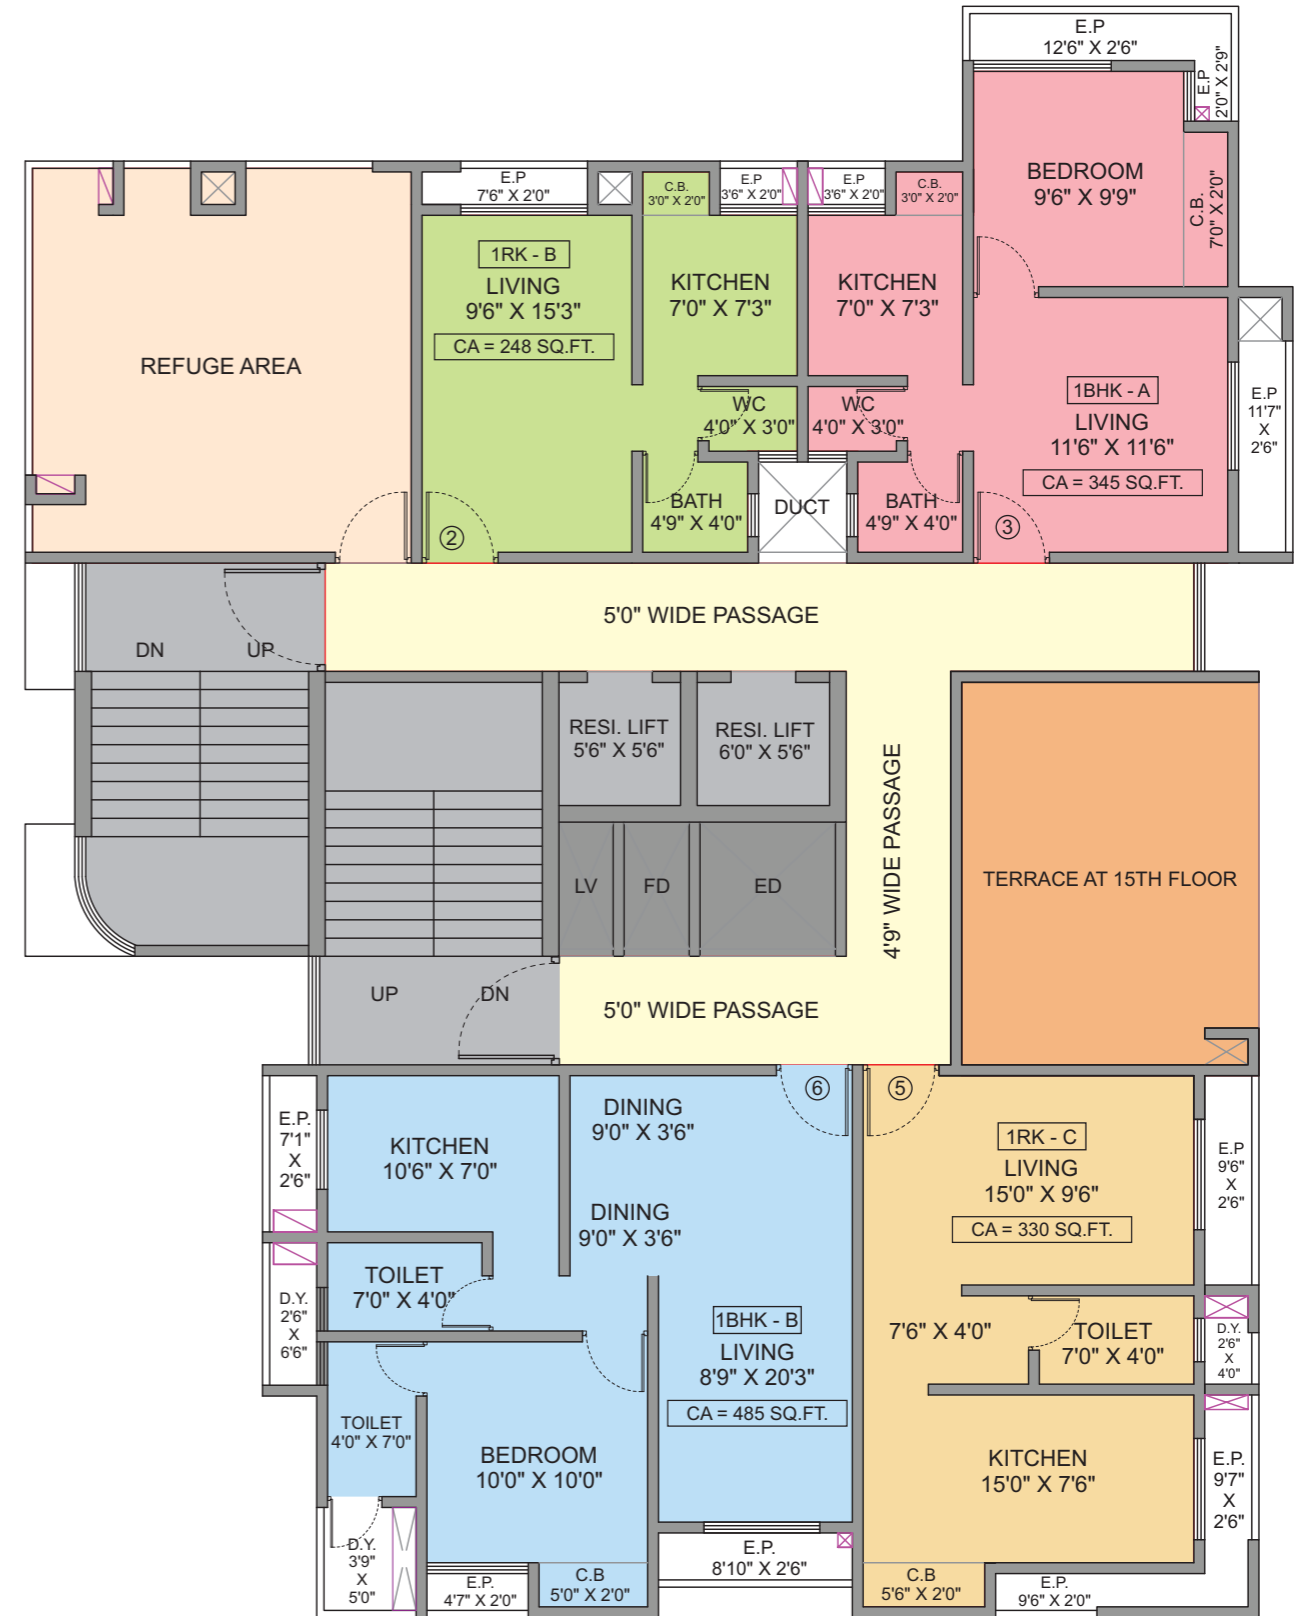 E.P
12'6" X 2'6"
E.P
2'0" X 2'9"
BEDROOM
9'6" X 9'9"
C.B.
7'0" X 2'0"
E.P
7'6" X 2'0"
C.B.
3'0" X 2'0"
E.P
3'6" X 2'0"
E.P
3'6" X 2'0"
C.B.
3'0" X 2'0"
1RK - B
LIVING
9'6" X 15'3"
CA = 248 SQ.FT.
KITCHEN
7'0" X 7'3"
KITCHEN
7'0" X 7'3"
REFUGE AREA
1BHK - A
LIVING
11'6" X 11'6"
CA = 345 SQ.FT.
E.P
11'7"
X
2'6"
WC
4'0" X 3'0"
WC
4'0" X 3'0"
BATH
4'9" X 4'0"
DUCT
BATH
4'9" X 4'0"
2
3
5'0" WIDE PASSAGE
DN
UP
RESI. LIFT
5'6" X 5'6"
RESI. LIFT
6'0" X 5'6"
4'9" WIDE PASSAGE
TERRACE AT 15TH FLOOR
LV
FD
ED
UP
DN
5'0" WIDE PASSAGE
6
5
E.P.
7'1"
X
2'6"
KITCHEN
10'6" X 7'0"
DINING
9'0" X 3'6"
DINING
9'0" X 3'6"
1RK - C
LIVING
15'0" X 9'6"
CA = 330 SQ.FT.
E.P
9'6"
X
2'6"
D.Y.
2'6"
X
6'6"
TOILET
7'0" X 4'0"
1BHK - B
LIVING
8'9" X 20'3"
CA = 485 SQ.FT.
7'6" X 4'0"
TOILET
7'0" X 4'0"
D.Y.
2'6"
X
4'0"
TOILET
4'0" X 7'0"
BEDROOM
10'0" X 10'0"
KITCHEN
15'0" X 7'6"
E.P.
9'7"
X
2'6"
D.Y.
3'9"
X
5'0"
E.P.
4'7" X 2'0"
C.B
5'0" X 2'0"
E.P.
8'10" X 2'6"
C.B
5'6" X 2'0"
E.P.
9'6" X 2'0"